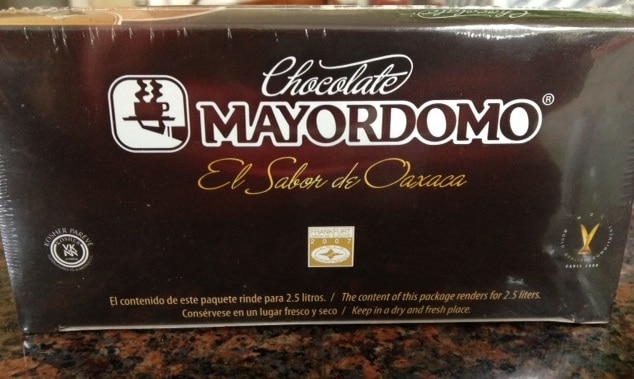 Chocolate
MAYORDOMO®
El Sabor de Oaxaca
KOSHER PAREVE
FRANKFURT
2007
PARIS 2008
El contenido de este paquete rinde para 2.5 litros. / The content of this package renders for 2.5 liters.
Consérvese en un lugar fresco y seco / Keep in a dry and fresh place.